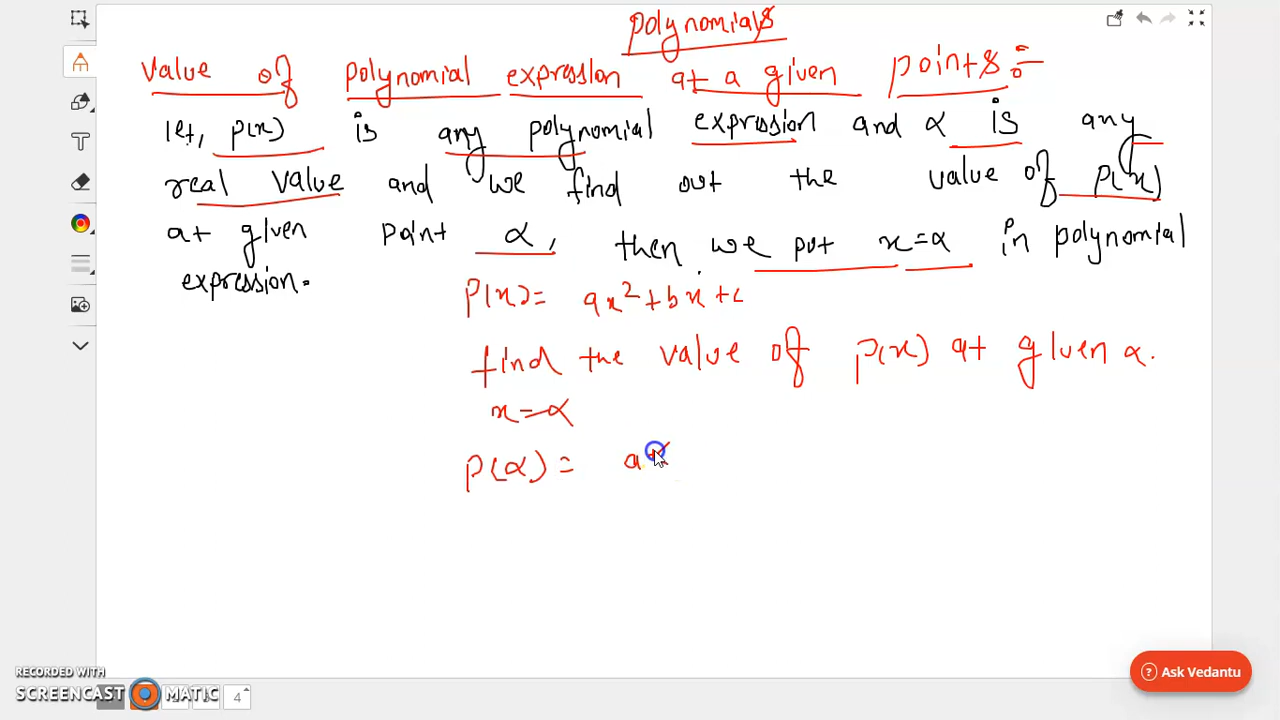 Polynomials
Value of polynomial expression at a given points:-
let, p(x) is any polynomial expression and α is any
real value and we find out the value of p(x)
at given point α, then we put x=α in polynomial
expression.
P(x)= ax²+bx+c
find the value of p(x) at given α.
x=α
p(α)= aα
Ask Vedantu
RECORDED WITH
SCREENCAST MATIC
4